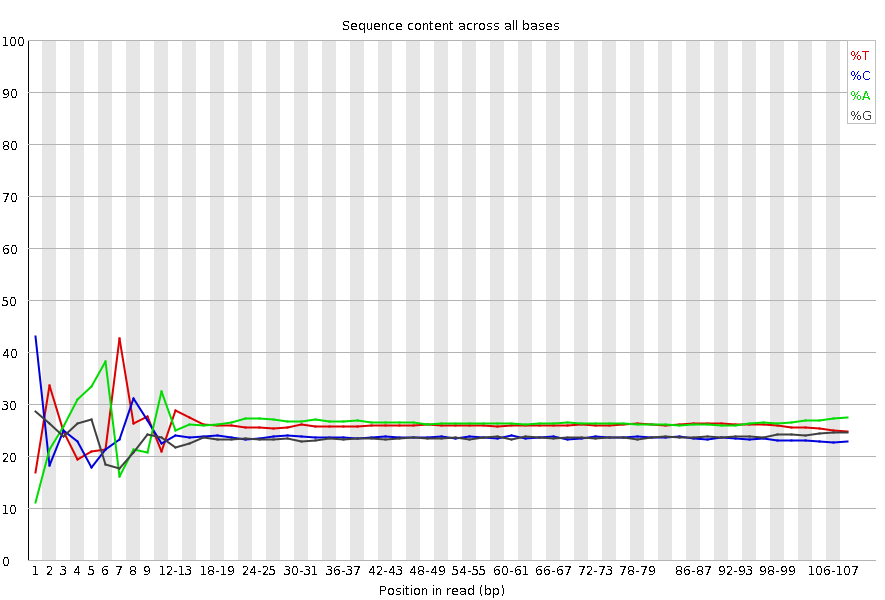 Sequence content across all bases
100
90
80
70
60
50
40
30
20
10
0
%T
%C
%A
%G
1 2 3 4 5 6 7 8 9 12-13 18-19 24-25 30-31 36-37 42-43 48-49 54-55 60-61 66-67 72-73 78-79 86-87 92-93 98-99 106-107
Position in read (bp)